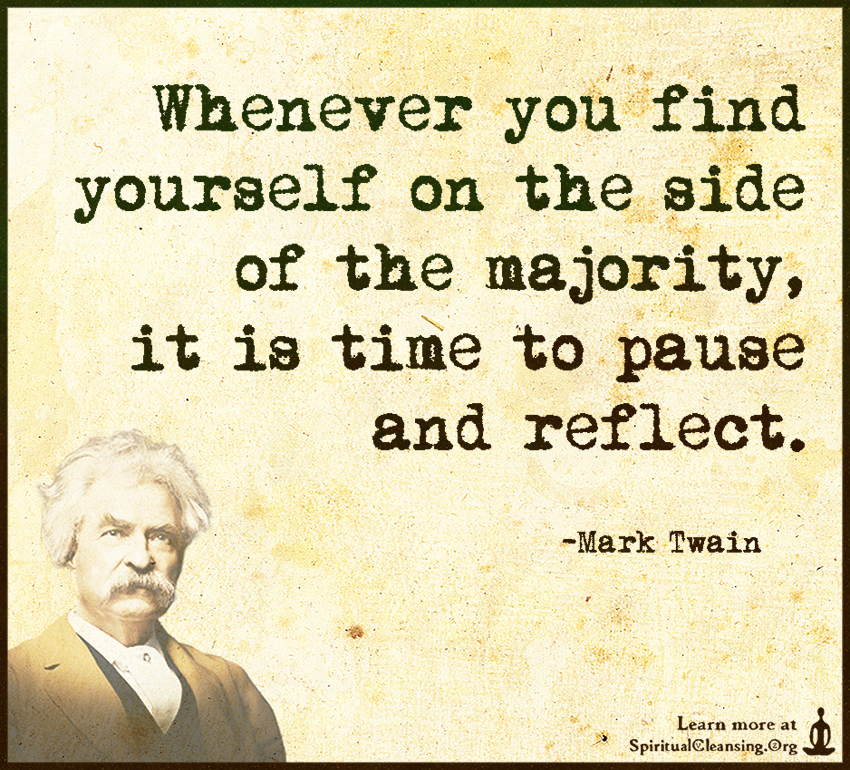 Whenever you find
yourself on the side
of the majority,
it is time to pause
and reflect.
-Mark Twain
Learn more at
SpiritualCleansing.Org